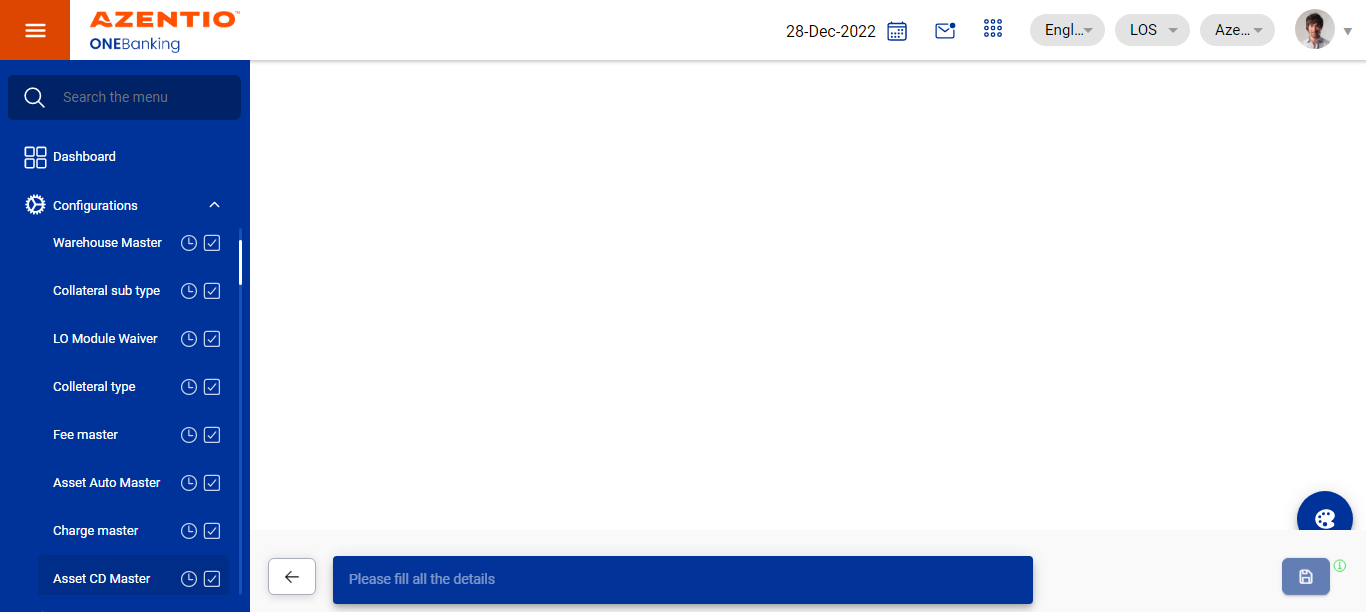 AZENTIO™
ONEBanking
28-Dec-2022
Engl...
LOS
Aze...
Search the menu
Dashboard
Configurations
Warehouse Master
Collateral sub type
LO Module Waiver
Colleteral type
Fee master
Asset Auto Master
Charge master
Asset CD Master
Please fill all the details